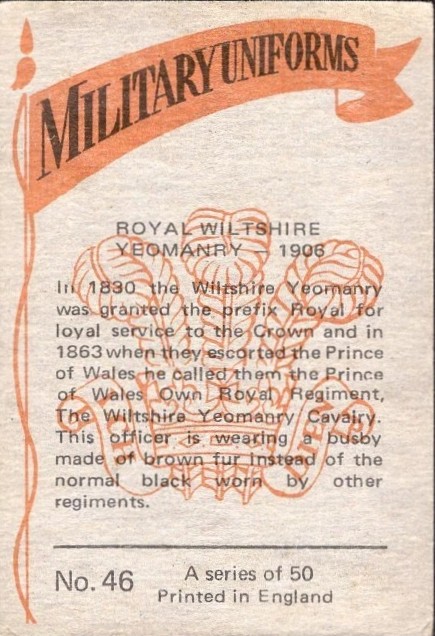 MILITARY UNIFORMS
ROYAL WILTSHIRE
YEOMANRY 1906
In 1830 the Wiltshire Yeomanry
was granted the prefix Royal for
loyal service to the Crown and in
1863 when they escorted the Prince
of Wales he called them the Prince
of Wales Own Royal Regiment,
The Wiltshire Yeomanry Cavalry.
This officer is wearing a busby
made of brown fur instead of the
normal black worn by other
regiments.
No. 46
A series of 50
Printed in England